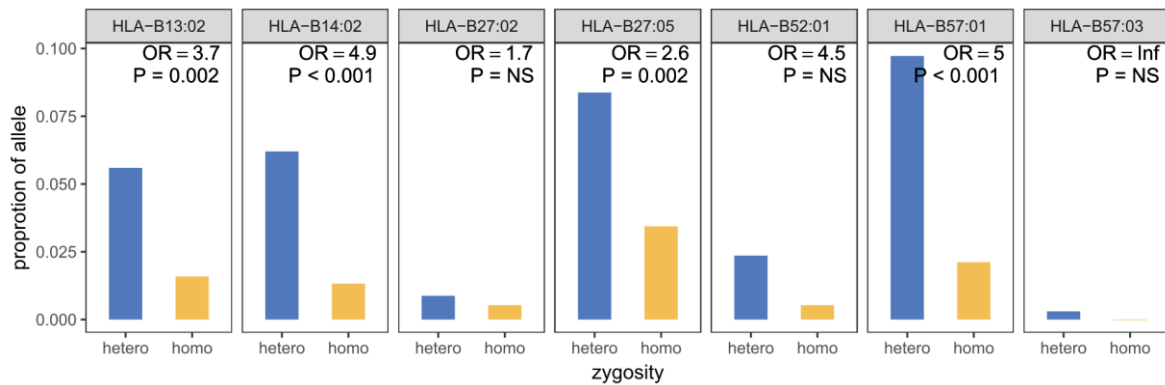 HLA−B13:02 HLA−B14:02 HLA−B27:02 HLA−B27:05 HLA−B52:01 HLA−B57:01 HLA−B57:03
OR = 3.7 OR = 4.9 OR = 1.7 OR = 2.6 OR = 4.5 OR = 5 OR = Inf
P = 0.002 P < 0.001 P = NS P = 0.002 P = NS P < 0.001 P = NS
proprotion of allele
0.100
0.075
0.050
0.025
0.000
hetero homo hetero homo hetero homo hetero homo hetero homo hetero homo hetero homo
zygosity